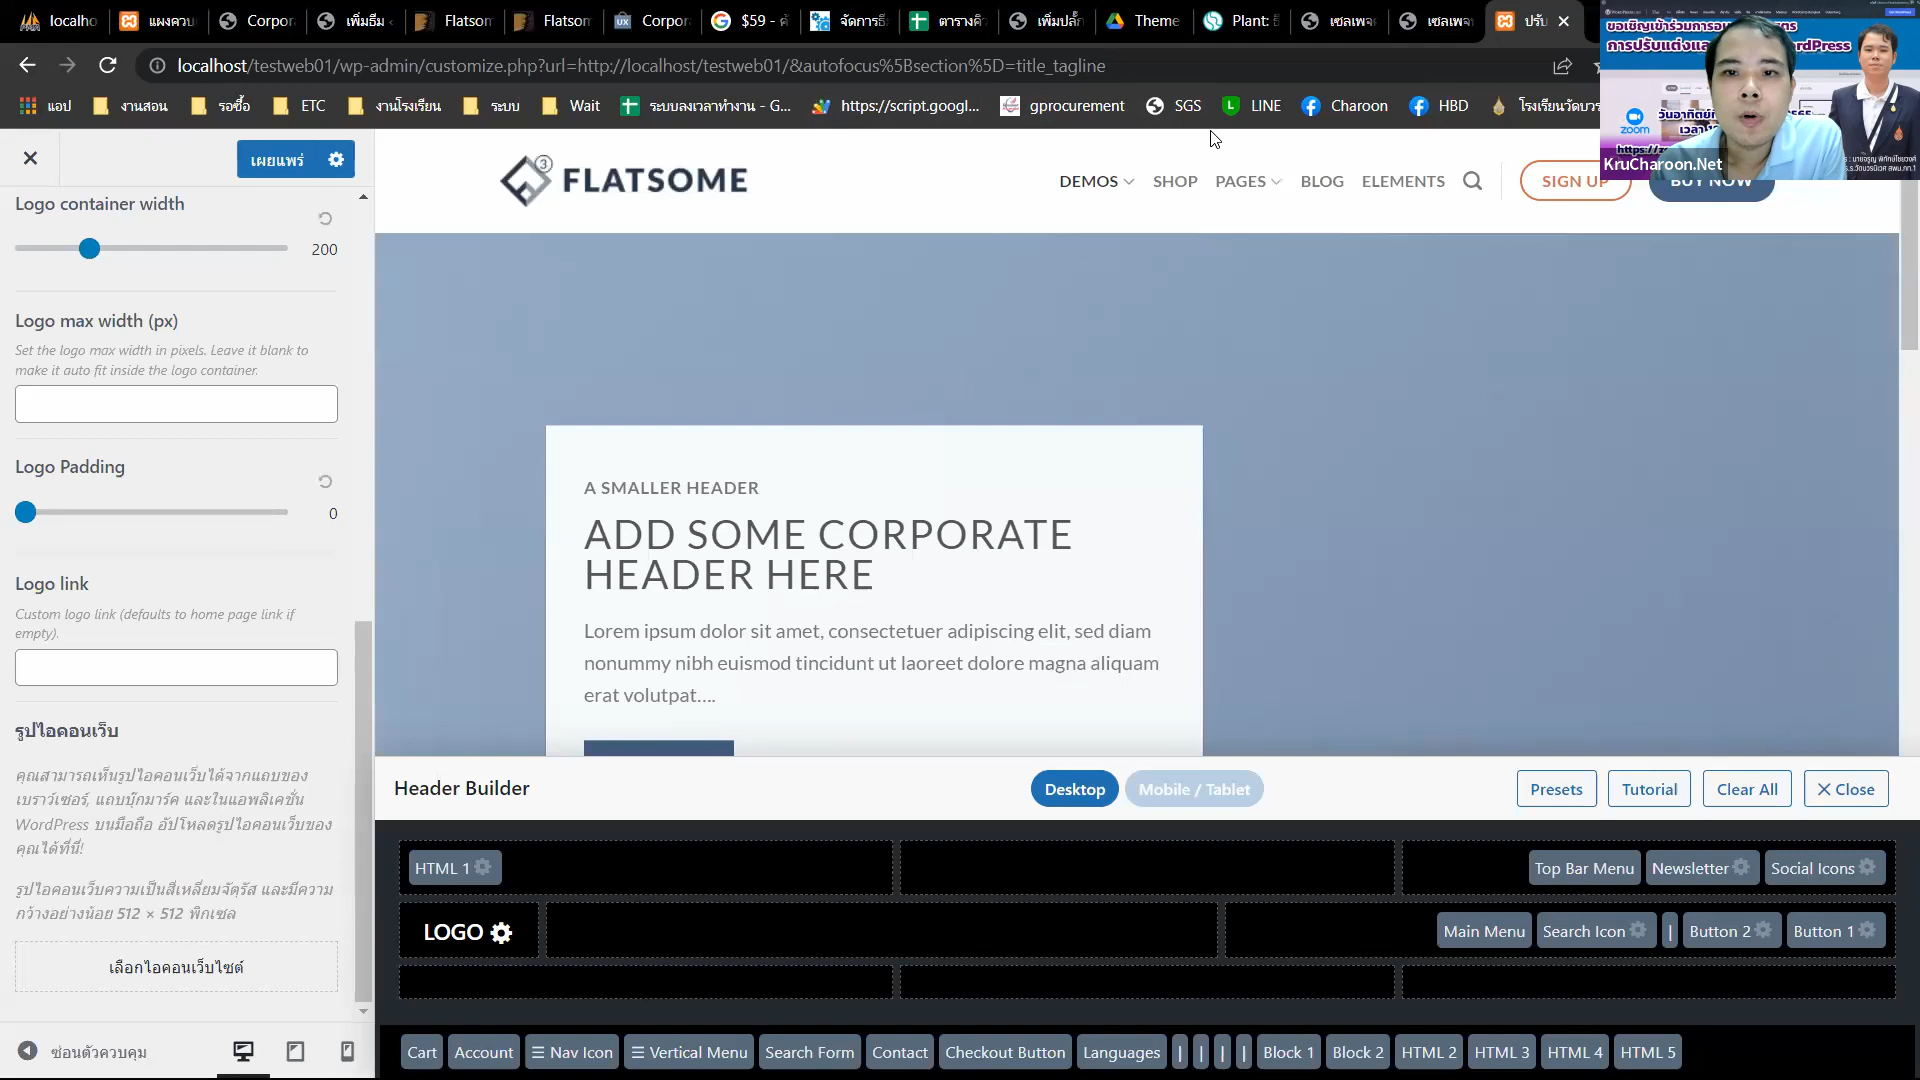 localho
แผงควบ
Corpor
เพิ่มธีม
Flatsom
Flatsom
UX
Corpor
$59 - ค
จัดการธี
ตารางคิว
เพิ่มปลั๊ก
Theme
Plant: ธี
เซลเพจ
เซลเพจ
ปรับ
localhost/testweb01/wp-admin/customize.php?url=http://localhost/testweb01/&autofocus%5Bsection%5D=title_tagline
แอป
งานสอน
รอซื้อ
ETC
งานโรงเรียน
ระบบ
Wait
ระบบลงเวลาทำงาน - G...
https://script.googl...
gprocurement
SGS
LINE
Charoon
HBD
โรงเรียนวัดบวร
zoom
KruCharoon.Net
เผยแพร่
Logo container width
200
Logo max width (px)
Set the logo max width in pixels. Leave it blank to
make it auto fit inside the logo container.
Logo Padding
0
Logo link
Custom logo link (defaults to home page link if
empty).
รูปไอคอนเว็บ
คุณสามารถเห็นรูปไอคอนเว็บได้จากแถบของ
เบราว์เซอร์, แถบบุ๊กมาร์ค และในแอพลิเคชั่น
WordPress บนมือถือ อัปโหลดรูปไอคอนเว็บของ
คุณได้ที่นี่!
รูปไอคอนเว็บความเป็นสี่เหลี่ยมจัตุรัส และมีความ
กว้างอย่างน้อย 512 × 512 พิกเซล
เลือกไอคอนเว็บไซต์
ซ่อนตัวควบคุม
3
FLATSOME
DEMOS
SHOP
PAGES
BLOG
ELEMENTS
SIGN UP
BUY NOW
A SMALLER HEADER
ADD SOME CORPORATE
HEADER HERE
Lorem ipsum dolor sit amet, consectetuer adipiscing elit, sed diam
nonummy nibh euismod tincidunt ut laoreet dolore magna aliquam
erat volutpat....
Header Builder
Desktop
Mobile / Tablet
Presets
Tutorial
Clear All
Close
HTML 1
Top Bar Menu
Newsletter
Social Icons
LOGO
Main Menu
Search Icon
|
Button 2
Button 1
Cart
Account
☰ Nav Icon
☰ Vertical Menu
Search Form
Contact
Checkout Button
Languages
|
|
|
|
Block 1
Block 2
HTML 2
HTML 3
HTML 4
HTML 5